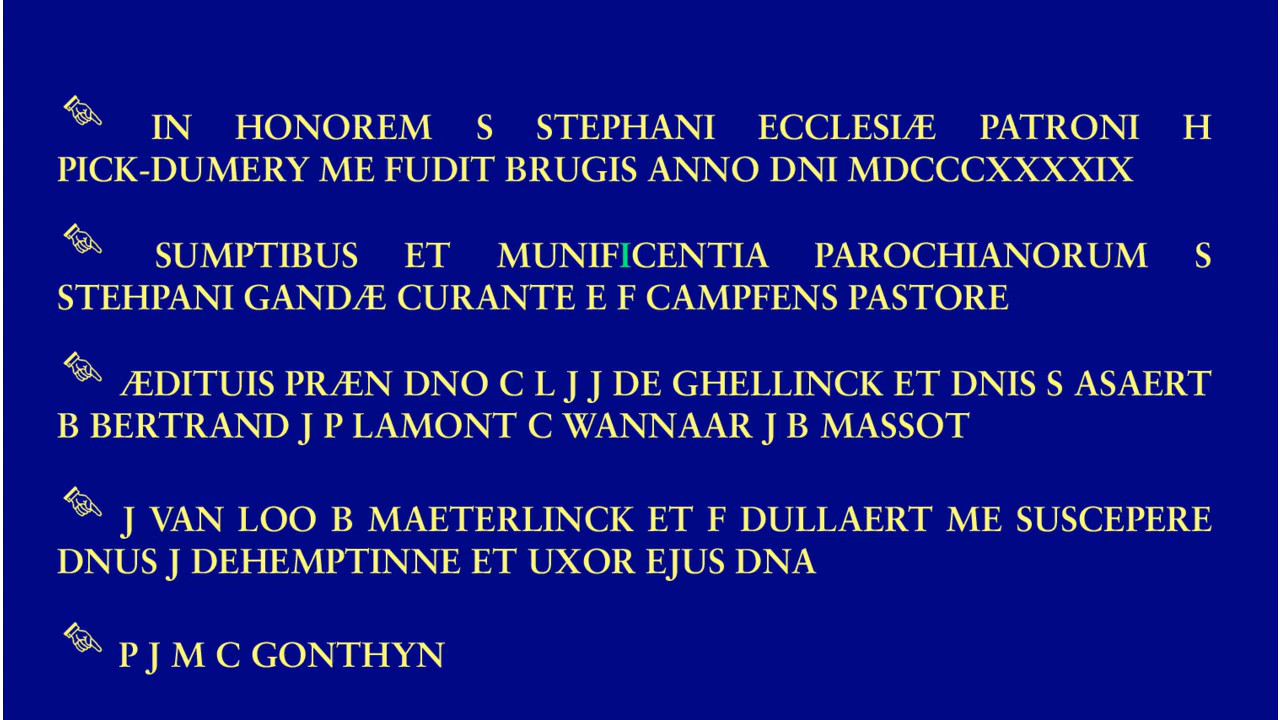 IN HONOREM S STEPHANI ECCLESIÆ PATRONI H
PICK-DUMERY ME FUDIT BRUGIS ANNO DNI MDCCCXXXXIX
SUMPTIBUS ET MUNIFICENTIA PAROCHIANORUM S
STEHPANI GANDÆ CURANTE E F CAMPFENS PASTORE
ÆDITUIS PRÆN DNO C L J J DE GHELLINCK ET DNIS S ASAERT
B BERTRAND J P LAMONT C WANNAAR J B MASSOT
J VAN LOO B MAETERLINCK ET F DULLAERT ME SUSCEPERE
DNUS J DEHEMPTINNE ET UXOR EJUS DNA
P J M C GONTHYN